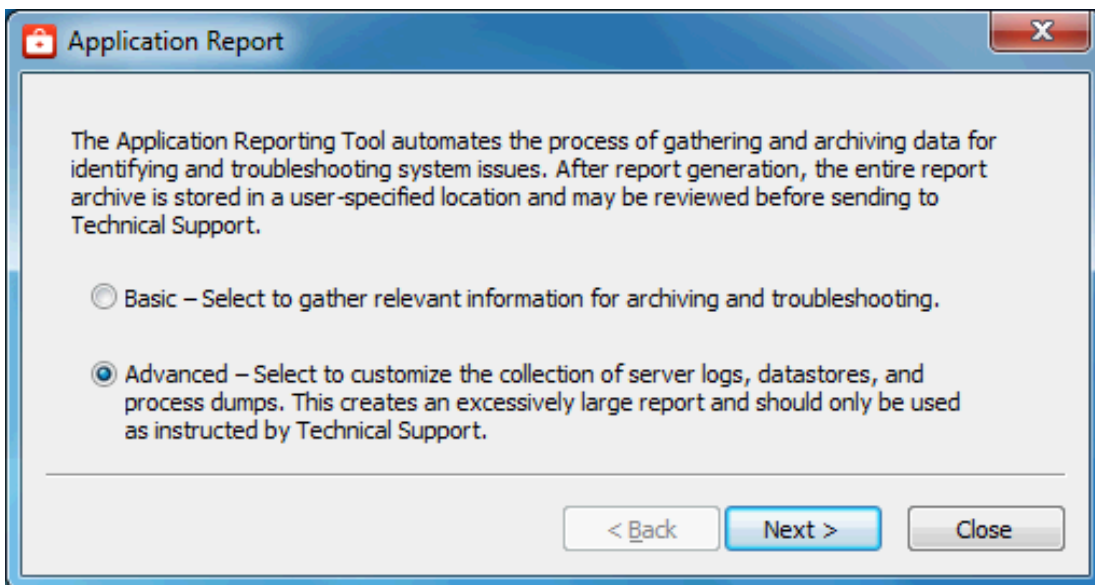 Application Report
The Application Reporting Tool automates the process of gathering and archiving data for
identifying and troubleshooting system issues. After report generation, the entire report
archive is stored in a user-specified location and may be reviewed before sending to
Technical Support.
Basic – Select to gather relevant information for archiving and troubleshooting.
Advanced – Select to customize the collection of server logs, datastores, and
process dumps. This creates an excessively large report and should only be used
as instructed by Technical Support.
< Back Next > Close